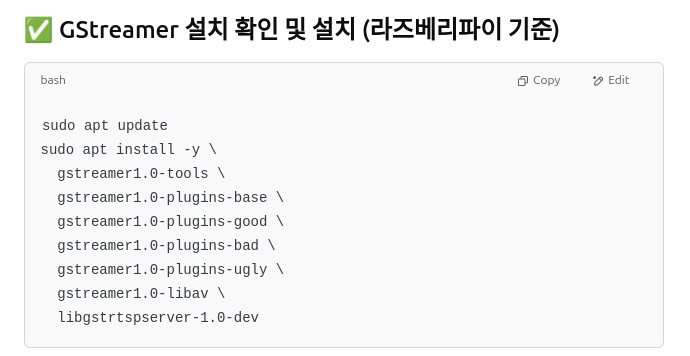 ✅ GStreamer 설치 확인 및 설치 (라즈베리파이 기준)
bash Copy Edit
sudo apt update
sudo apt install -y \
  gstreamer1.0-tools \
  gstreamer1.0-plugins-base \
  gstreamer1.0-plugins-good \
  gstreamer1.0-plugins-bad \
  gstreamer1.0-plugins-ugly \
  gstreamer1.0-libav \
  libgstrtspserver-1.0-dev